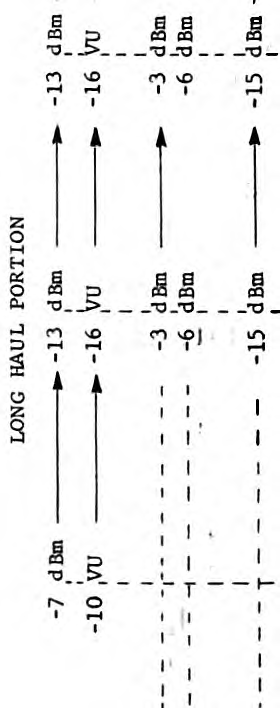 LONG HAUL PORTION
-7 dBm -13 dBm -13 dBm
-10 VU -16 VU -16 VU
-3 dBm -3 dBm
-6 dBm -6 dBm
-15 dBm -15 dBm